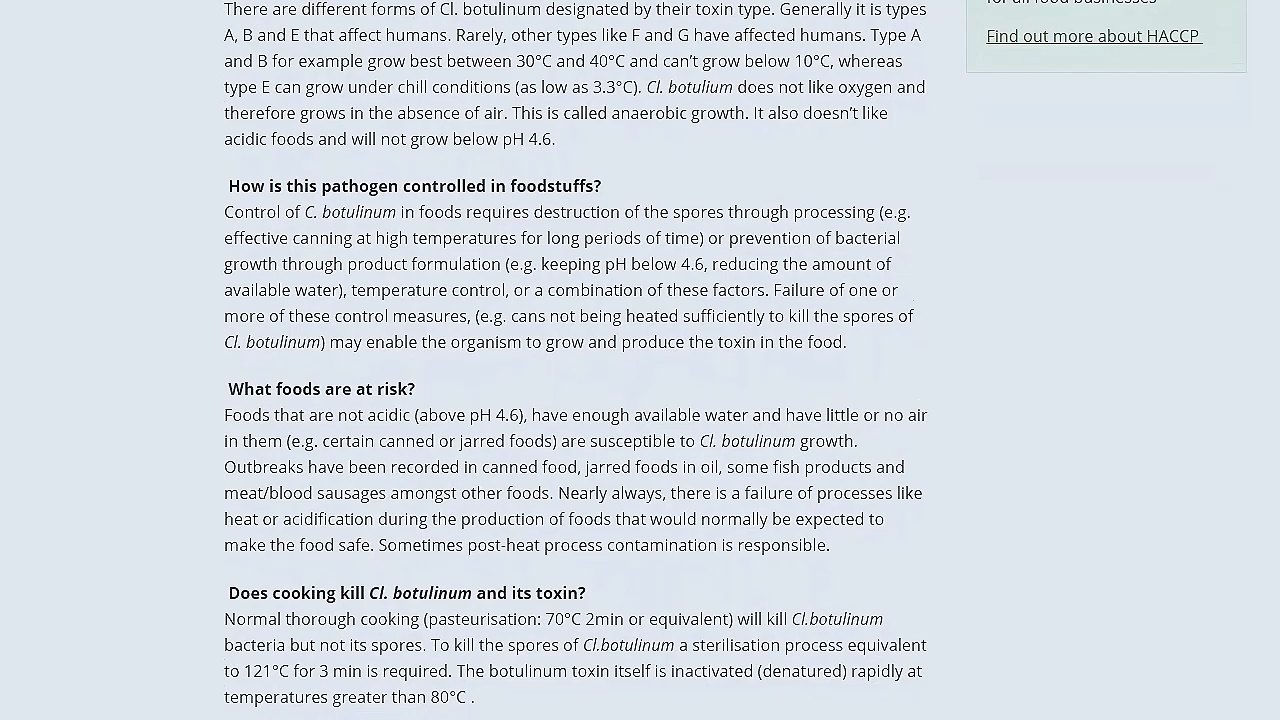 There are different forms of Cl. botulinum designated by their toxin type. Generally it is types
A, B and E that affect humans. Rarely, other types like F and G have affected humans. Type A
and B for example grow best between 30°C and 40°C and can't grow below 10°C, whereas
type E can grow under chill conditions (as low as 3.3°C). Cl. botulium does not like oxygen and
therefore grows in the absence of air. This is called anaerobic growth. It also doesn't like
acidic foods and will not grow below pH 4.6.
How is this pathogen controlled in foodstuffs?
Control of C. botulinum in foods requires destruction of the spores through processing (e.g.
effective canning at high temperatures for long periods of time) or prevention of bacterial
growth through product formulation (e.g. keeping pH below 4.6, reducing the amount of
available water), temperature control, or a combination of these factors. Failure of one or
more of these control measures, (e.g. cans not being heated sufficiently to kill the spores of
Cl. botulinum) may enable the organism to grow and produce the toxin in the food.
What foods are at risk?
Foods that are not acidic (above pH 4.6), have enough available water and have little or no air
in them (e.g. certain canned or jarred foods) are susceptible to Cl. botulinum growth.
Outbreaks have been recorded in canned food, jarred foods in oil, some fish products and
meat/blood sausages amongst other foods. Nearly always, there is a failure of processes like
heat or acidification during the production of foods that would normally be expected to
make the food safe. Sometimes post-heat process contamination is responsible.
Does cooking kill Cl. botulinum and its toxin?
Normal thorough cooking (pasteurisation: 70°C 2min or equivalent) will kill Cl.botulinum
bacteria but not its spores. To kill the spores of Cl.botulinum a sterilisation process equivalent
to 121°C for 3 min is required. The botulinum toxin itself is inactivated (denatured) rapidly at
temperatures greater than 80°C .
for all food businesses
Find out more about HACCP